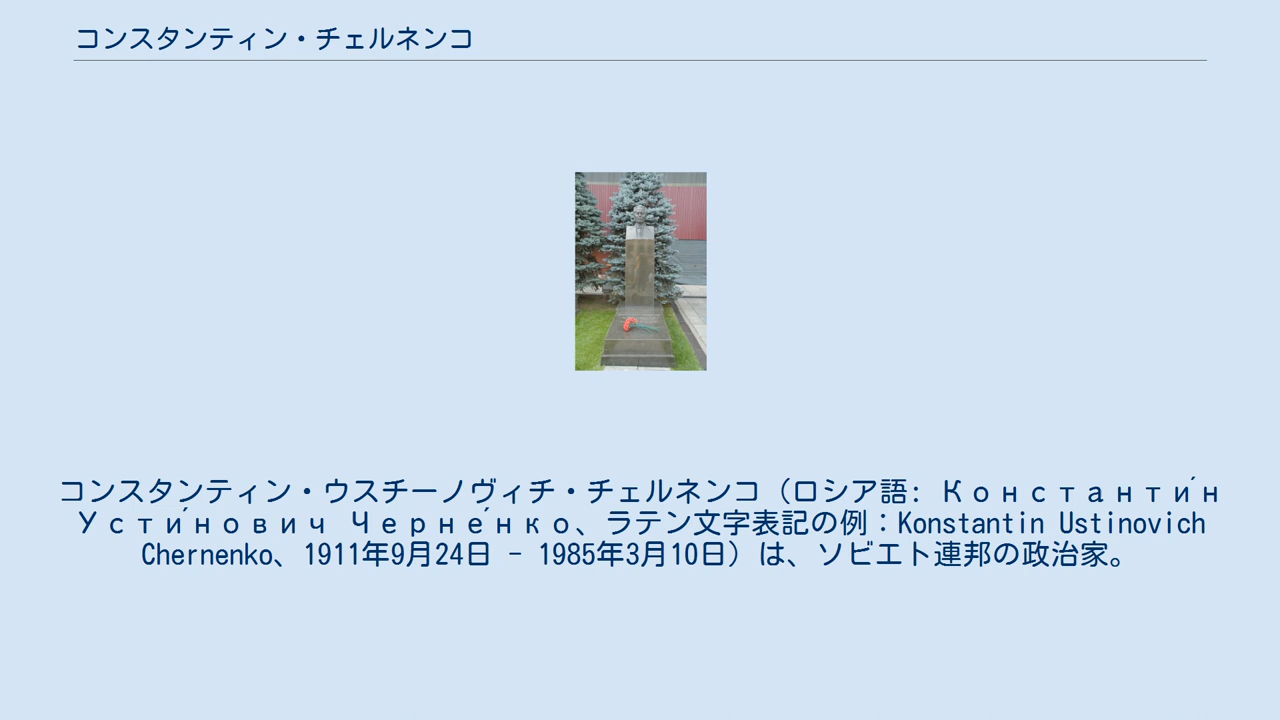 コンスタンティン・チェルネンコ
コンスタンティン・ウスチーノヴィチ・チェルネンコ（ロシア語: Константи́н
Усти́нович Черне́нко、ラテン文字表記の例：Konstantin Ustinovich
Chernenko、1911年9月24日 - 1985年3月10日）は、ソビエト連邦の政治家。